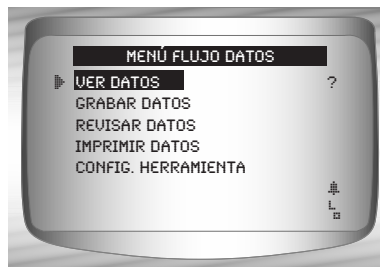 MENÚ FLUJO DATOS
VER DATOS ?
GRABAR DATOS
REVISAR DATOS
IMPRIMIR DATOS
CONFIG. HERRAMIENTA